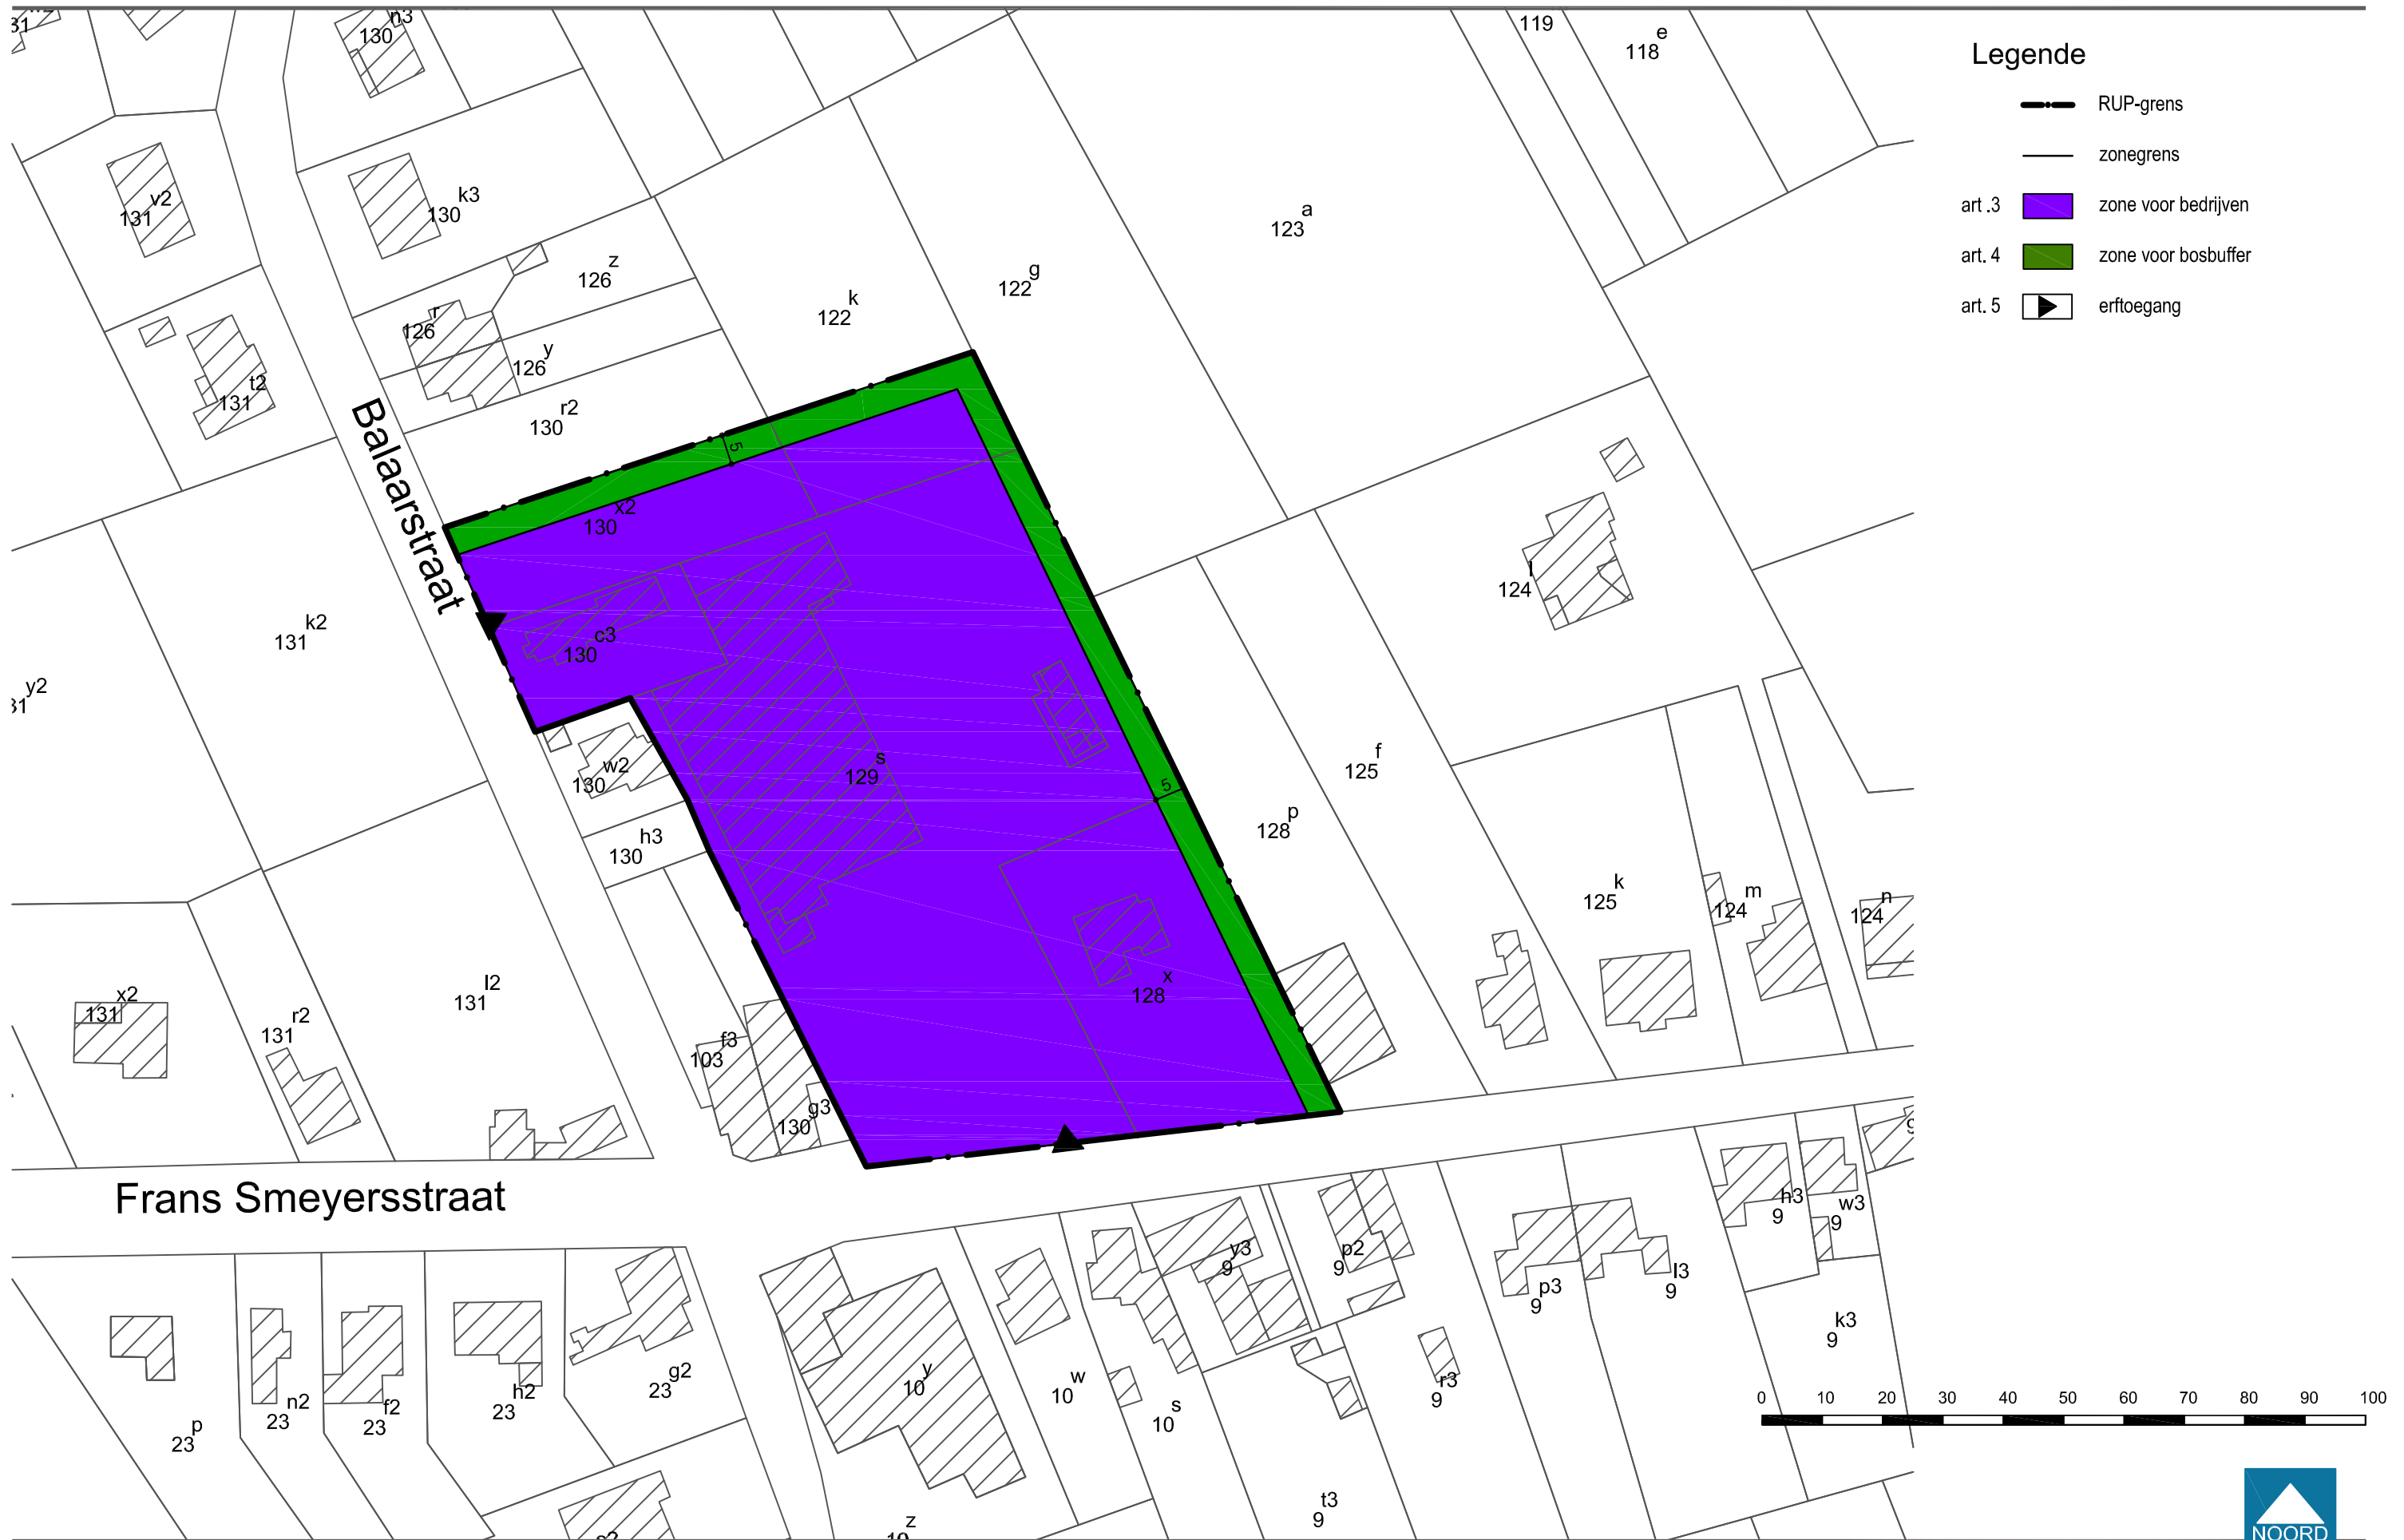 Legende
RUP-grens
zonegrens
art .3 zone voor bedrijven
art. 4 zone voor bosbuffer
art. 5 erftoegang
n3
130
119
e
118
v2
131
k3
130
a
123
z
126
g
122
k
122
r
126
y
126
t2
131
r2
130
Balaarstraat
5
x2
130
l
124
k2
131
c3
130
y2
w2
130
s
129
f
125
5
p
128
h3
130
k
125
m
124
n
124
x2
131
l2
131
x
128
r2
131
f3
103
g3
130
Frans Smeyersstraat
h3
9
w3
9
y3
9
p2
9
p3
9
l3
9
k3
9
g2
23
y
10
w
10
s
10
r3
9
n2
23
f2
23
h2
23
p
23
0 10 20 30 40 50 60 70 80 90 100
t3
9
z
NOORD